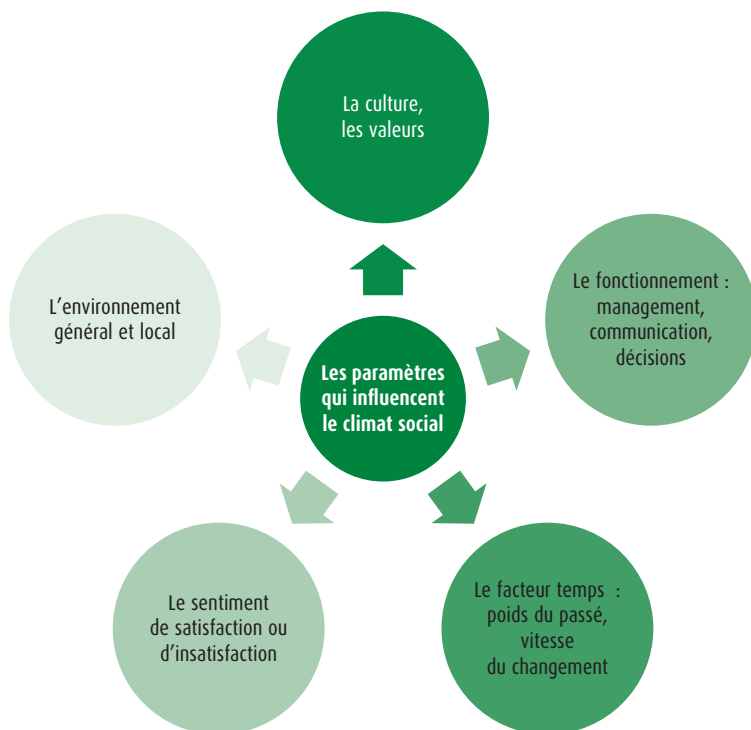 La culture,
les valeurs
L'environnement
général et local
Le fonctionnement :
management,
communication,
décisions
Les paramètres
qui influencent
le climat social
Le sentiment
de satisfaction ou
d'insatisfaction
Le facteur temps :
poids du passé,
vitesse
du changement